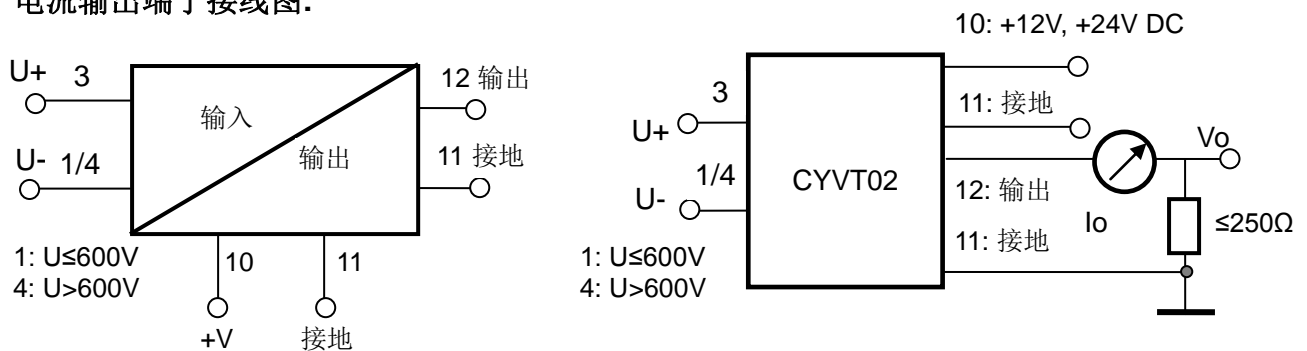 电流输出端子接线图:
U+ 3
U- 1/4
输入
输出
12 输出
11 接地
1: U≤600V
4: U>600V
10
11
+V
接地
10: +12V, +24V DC
3
U+
1/4
U-
CYVT02
11: 接地
12: 输出
11: 接地
Io
Vo
≤250Ω
1: U≤600V
4: U>600V